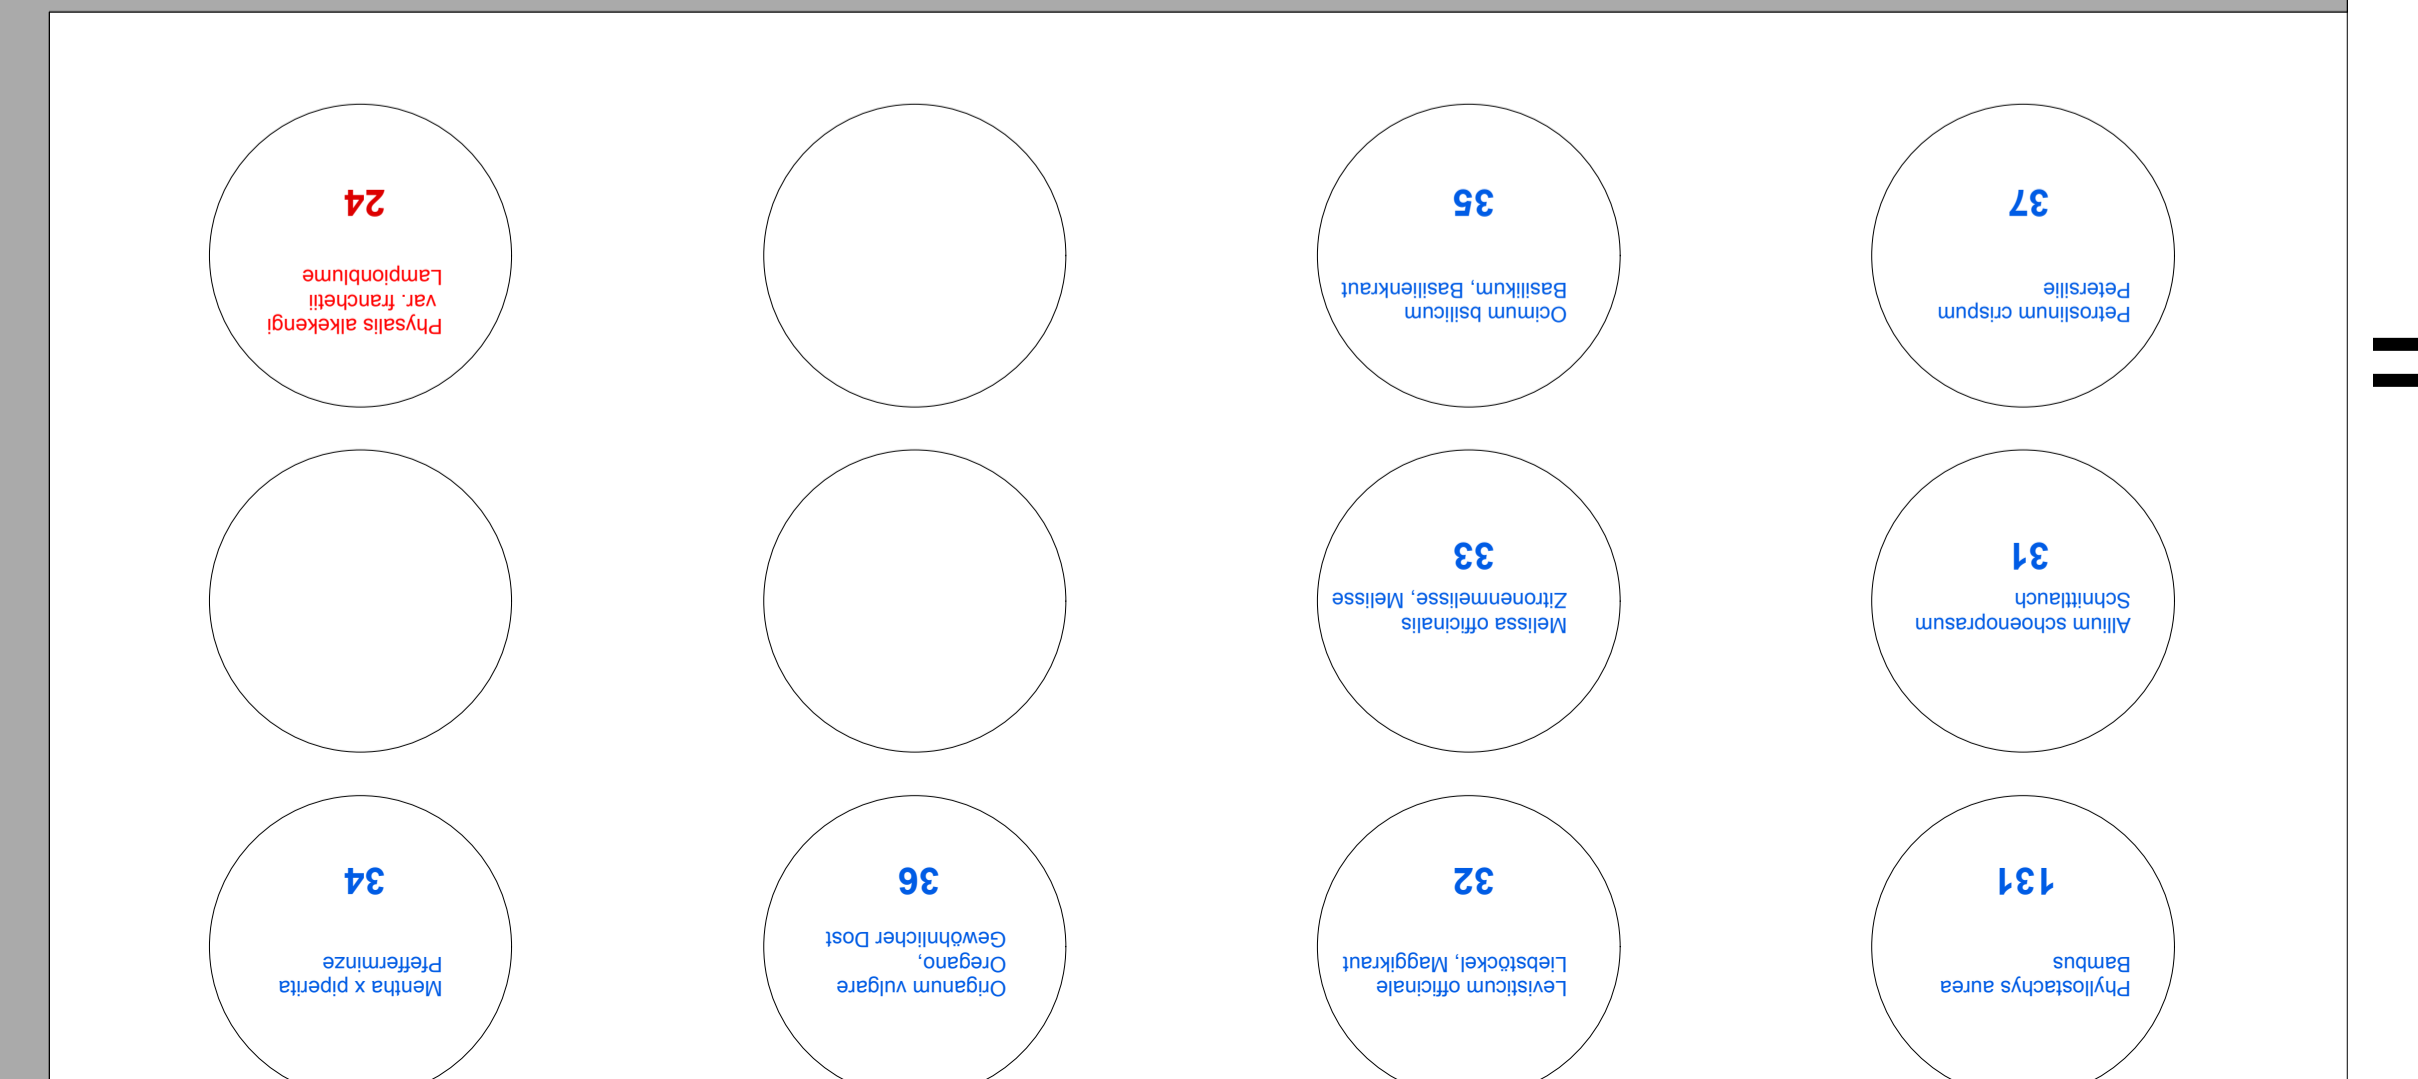 Phyllostachys aurea
Bambus
131
Levisticum officinale
Liebstöckel, Maggikraut
32
Origanum vulgare
Oregano,
Gewöhnlicher Dost
36
Mentha x piperita
Pfefferminze
34
Allium schoenoprasum
Schnittlauch
31
Melissa officinalis
Zitronenmelisse, Melisse
33
Petroslinum crispum
Petersilie
37
Ocimum bsilicum
Basilikum, Basilienkraut
35
Physalis alkekengi
var. franchetii
Lampionblume
24